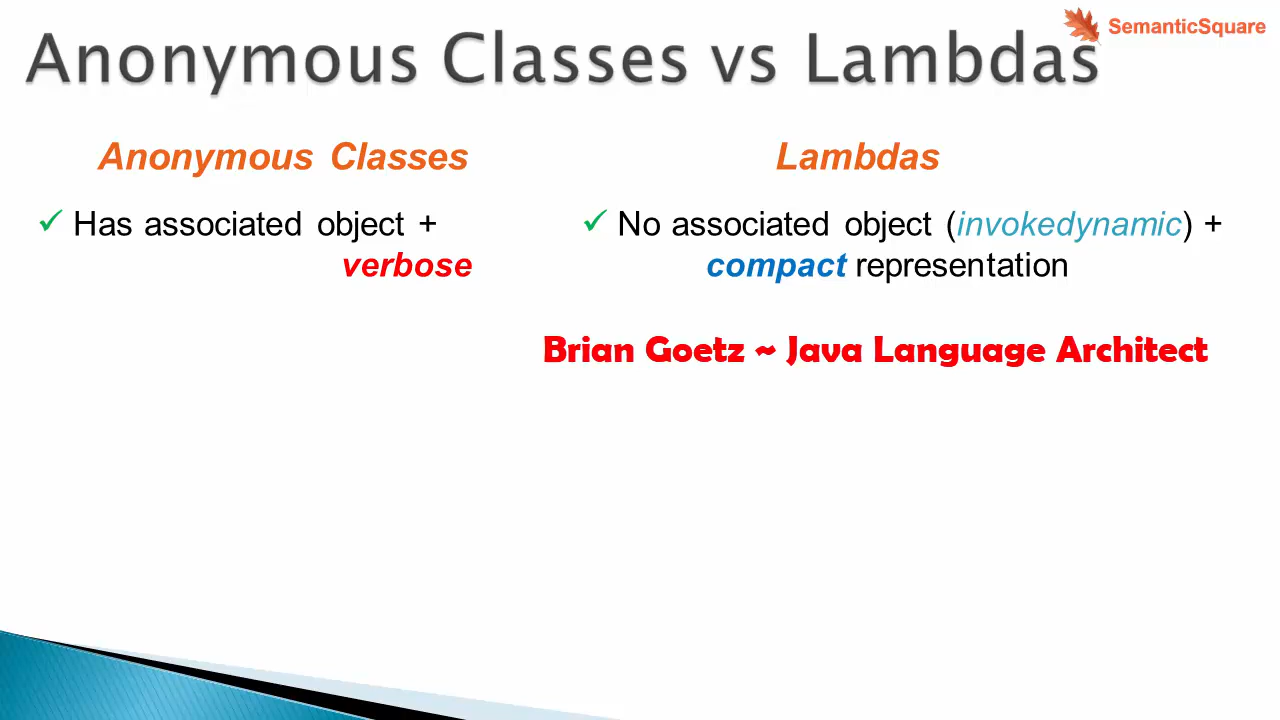 SemanticSquare
Anonymous Classes vs Lambdas
Anonymous Classes
✓ Has associated object +
verbose
Lambdas
✓ No associated object (invokedynamic) +
compact representation
Brian Goetz ~ Java Language Architect